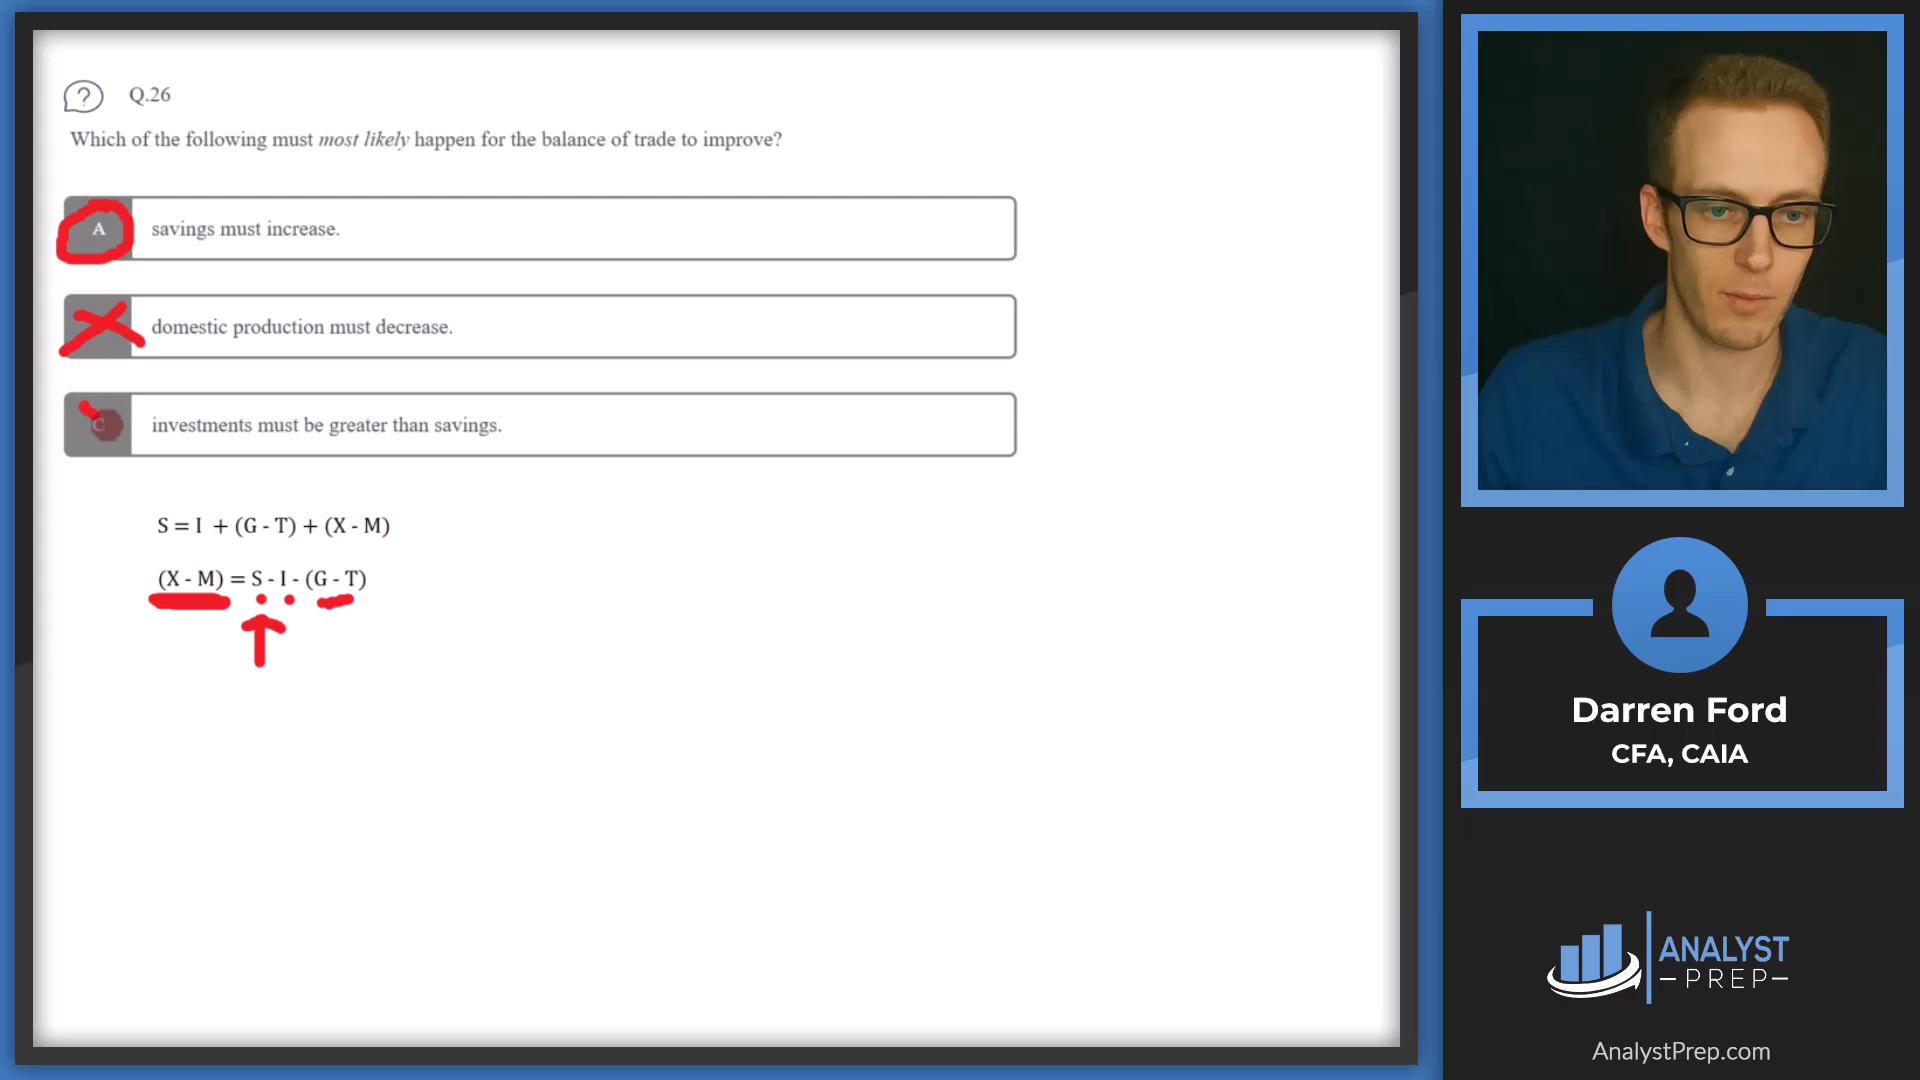 Q.26
Which of the following must most likely happen for the balance of trade to improve?
A
savings must increase.
domestic production must decrease.
C
investments must be greater than savings.
S = I + (G - T) + (X - M)
(X - M) = S - I - (G - T)
Darren Ford
CFA, CAIA
ANALYST
PREP
AnalystPrep.com